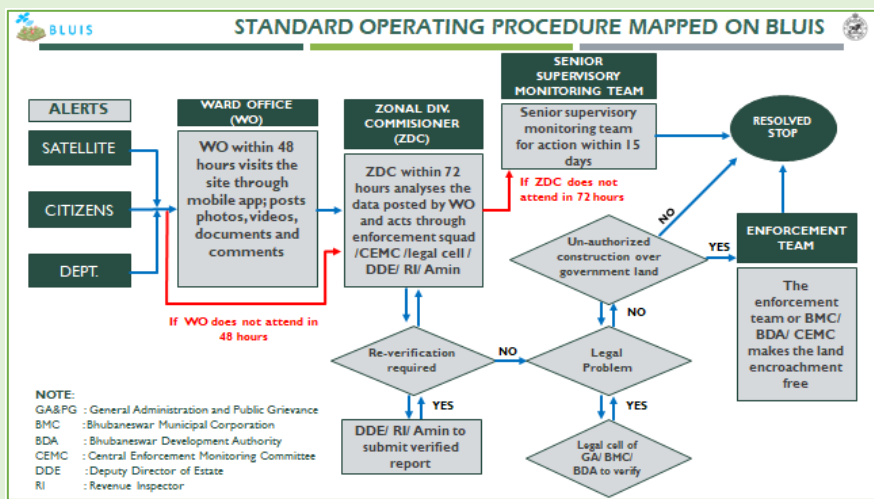 BLUIS
STANDARD OPERATING PROCEDURE MAPPED ON BLUIS
ALERTS
SATELLITE
CITIZENS
DEPT.
WARD OFFICE
(WO)
WO within 48
hours visits the
site through
mobile app; posts
photos, videos,
documents and
comments
If WO does not attend in
48 hours
ZONAL DIV.
COMMISIONER
(ZDC)
ZDC within 72
hours analyses the
data posted by WO
and acts through
enforcement squad
/CEMC /legal cell /
DDE/ RI/ Amin
If ZDC does not
attend in 72 hours
SENIOR
SUPERVISORY
MONITORING TEAM
Senior supervisory
monitoring team
for action within 15
days
RESOLVED
STOP
Re-verification
required
NO
YES
DDE/ RI/ Amin to
submit verified
report
Legal
Problem
NO
YES
Legal cell of
GA/ BMC/
BDA to verify
Un-authorized
construction over
government land
NO
YES
ENFORCEMENT
TEAM
The
enforcement
team or BMC/
BDA/ CEMC
makes the land
encroachment
free
NOTE:
GA&PG : General Administration and Public Grievance
BMC : Bhubaneswar Municipal Corporation
BDA : Bhubaneswar Development Authority
CEMC : Central Enforcement Monitoring Committee
DDE : Deputy Director of Estate
RI : Revenue Inspector